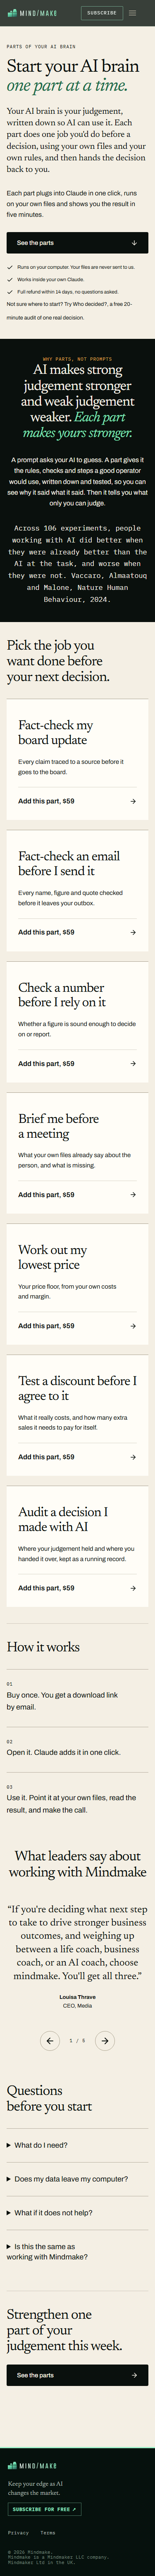 MIND/MAKE
SUBSCRIBE
PARTS OF YOUR AI BRAIN
Start your AI brain
one part at a time.
Your AI brain is your judgement,
written down so AI can use it. Each
part does one job you'd do before a
decision, using your own files and your
own rules, and then hands the decision
back to you.
Each part plugs into Claude in one click, runs
on your own files and shows you the result in
five minutes.
See the parts
Runs on your computer. Your files are never sent to us.
Works inside your own Claude.
Full refund within 14 days, no questions asked.
Not sure where to start? Try Who decided?, a free 20-
minute audit of one real decision.
WHY PARTS, NOT PROMPTS
AI makes strong
judgement stronger
and weak judgement
weaker. Each part
makes yours stronger.
A prompt asks your AI to guess. A part gives it
the rules, checks and steps a good operator
would use, written down and tested, so you can
see why it said what it said. Then it tells you what
only you can judge.
Across 106 experiments, people
working with AI did better when
they were already better than the
AI at the task, and worse when
they were not. Vaccaro, Almaatouq
and Malone, Nature Human
Behaviour, 2024.
Pick the job you
want done before
your next decision.
Fact-check my
board update
Every claim traced to a source before it
goes to the board.
Add this part, $59
Fact-check an email
before I send it
Every name, figure and quote checked
before it leaves your outbox.
Add this part, $59
Check a number
before I rely on it
Whether a figure is sound enough to decide
on or report.
Add this part, $59
Brief me before
a meeting
What your own files already say about the
person, and what is missing.
Add this part, $59
Work out my
lowest price
Your price floor, from your own costs
and margin.
Add this part, $59
Test a discount before I
agree to it
What it really costs, and how many extra
sales it needs to pay for itself.
Add this part, $59
Audit a decision I
made with AI
Where your judgement held and where you
handed it over, kept as a running record.
Add this part, $59
How it works
01
Buy once. You get a download link
by email.
02
Open it. Claude adds it in one click.
03
Use it. Point it at your own files, read the
result, and make the call.
What leaders say about
working with Mindmake
“If you're deciding what next step
to take to drive stronger business
outcomes, and weighing up
between a life coach, business
coach, or an AI coach, choose
mindmake. You'll get all three.”
Louisa Thrave
CEO, Media
1 / 5
Questions
before you start
What do I need?
Does my data leave my computer?
What if it does not help?
Is this the same as
working with Mindmake?
Strengthen one
part of your
judgement this week.
See the parts
MIND/MAKE
Keep your edge as AI
changes the market.
SUBSCRIBE FOR FREE ↗
Privacy Terms
© 2026 Mindmake.
Mindmake is a Mindmaker LLC company.
Mindmaker Ltd in the UK.